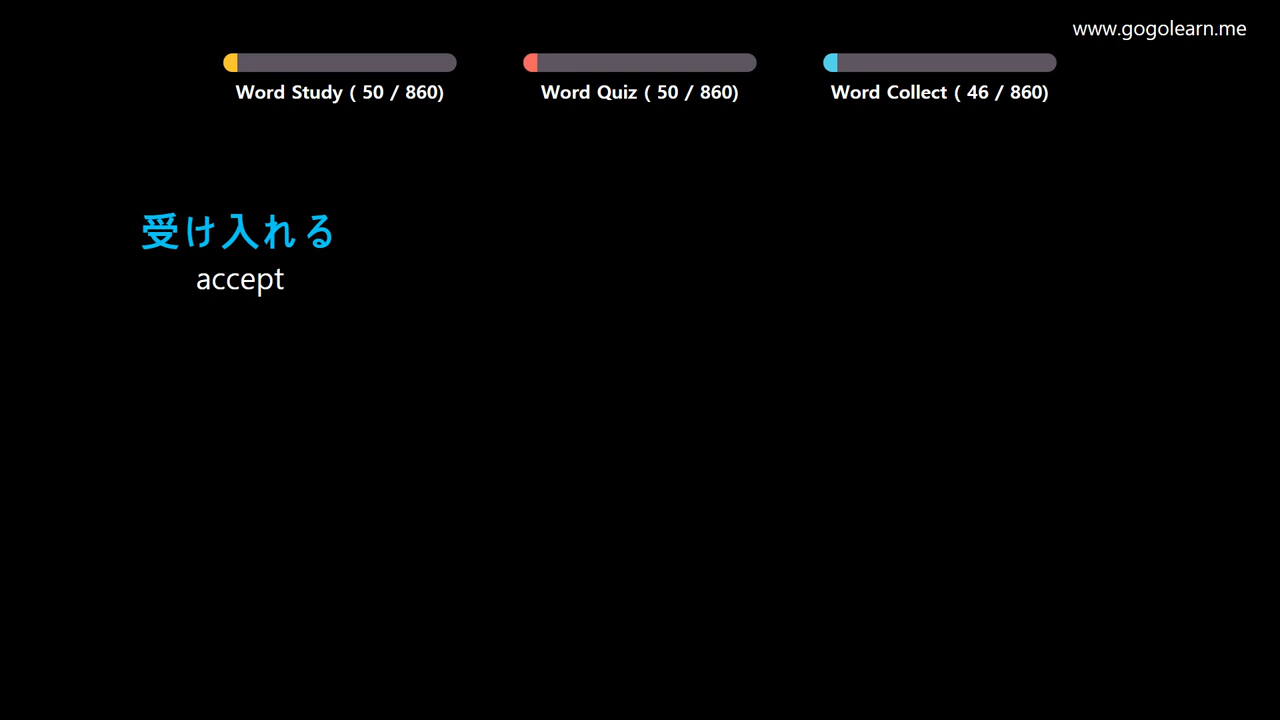 www.gogolearn.me
Word Study ( 50 / 860)
Word Quiz ( 50 / 860)
Word Collect ( 46 / 860)
受け入れる
accept